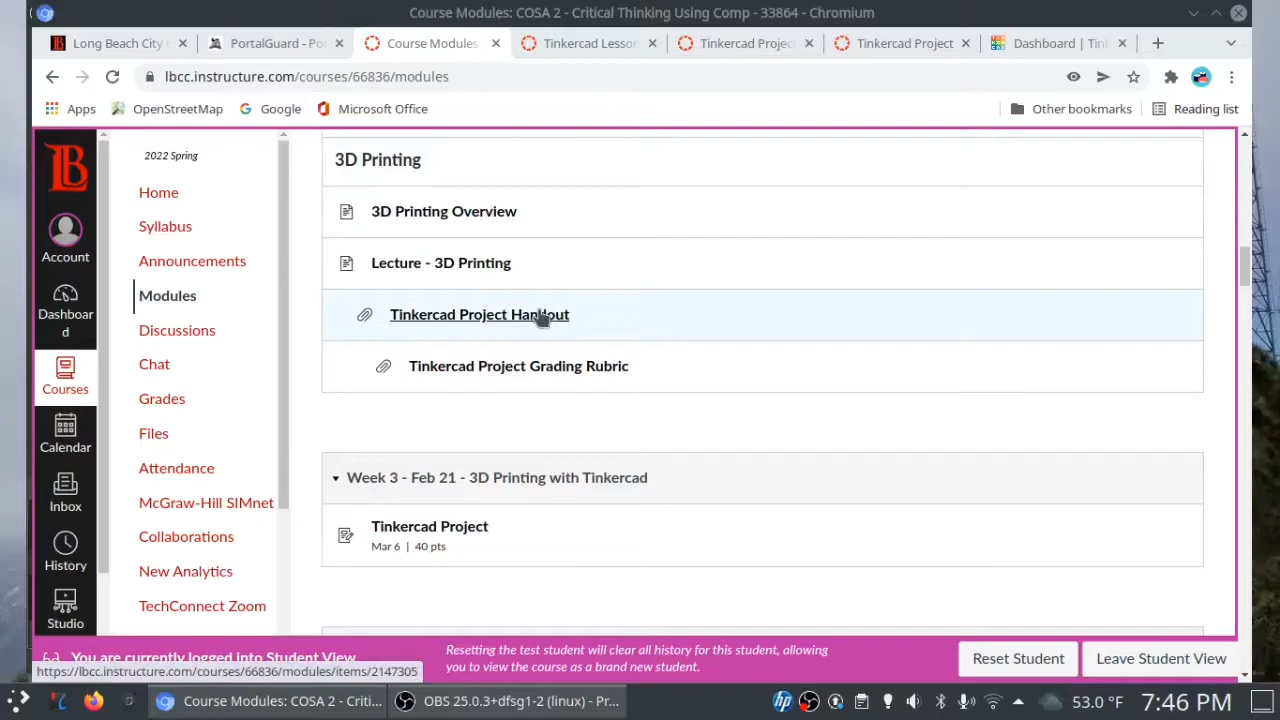 Course Modules: COSA 2 - Critical Thinking Using Comp - 33864 - Chromium
Long Beach City
PortalGuard - Po
Course Modules:
Tinkercad Lesso
Tinkercad Projec
Tinkercad Project
Dashboard | Tin
lbcc.instructure.com/courses/66836/modules
Apps
OpenStreetMap
Google
Microsoft Office
Other bookmarks
Reading list
2022 Spring
Home
Syllabus
Announcements
Modules
Discussions
Chat
Grades
Files
Attendance
McGraw-Hill SIMnet
Collaborations
New Analytics
TechConnect Zoom
Account
Dashboar
d
Courses
Calendar
Inbox
History
Studio
3D Printing
3D Printing Overview
Lecture - 3D Printing
Tinkercad Project Handout
Tinkercad Project Grading Rubric
Week 3 - Feb 21 - 3D Printing with Tinkercad
Tinkercad Project
Mar 6 | 40 pts
You are currently logged into Student View
Resetting the test student will clear all history for this student, allowing
you to view the course as a brand new student.
Reset Student
Leave Student View
https://lbcc.instructure.com/courses/66836/modules/items/2147305
Course Modules: COSA 2 - Criti...
OBS 25.0.3+dfsg1-2 (linux) - Pr...
53.0 °F
7:46 PM